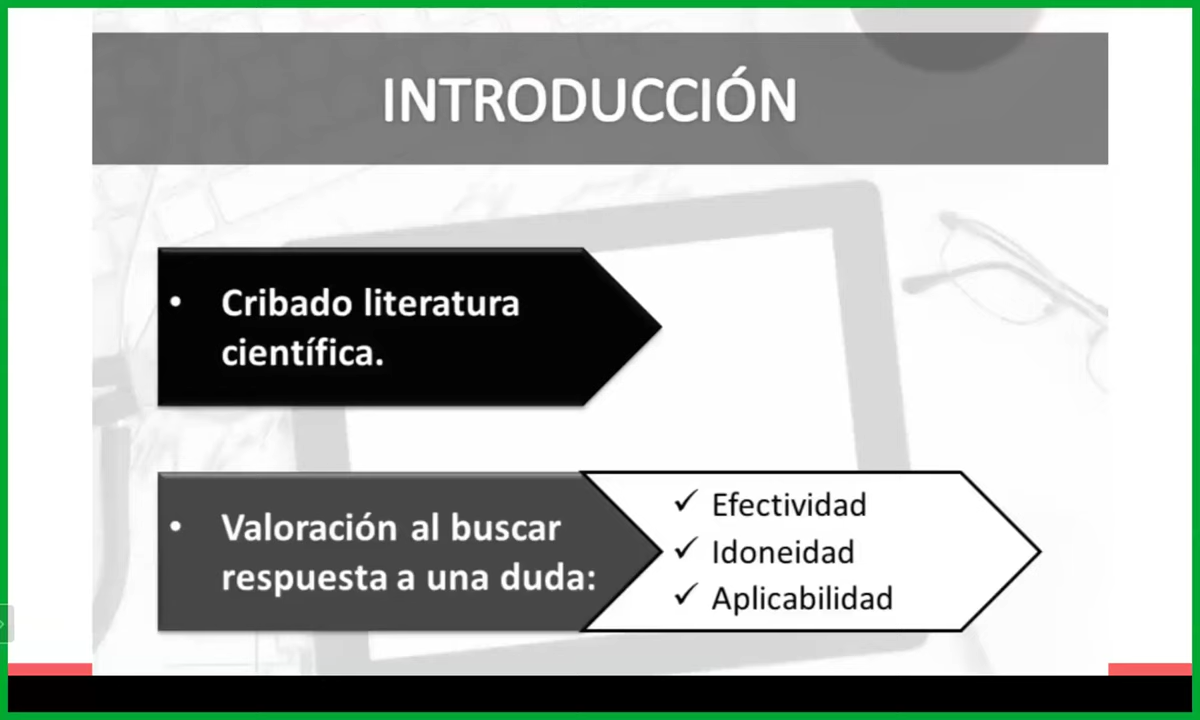 INTRODUCCIÓN
• Cribado literatura
científica.
• Valoración al buscar
respuesta a una duda:
✓ Efectividad
✓ Idoneidad
✓ Aplicabilidad